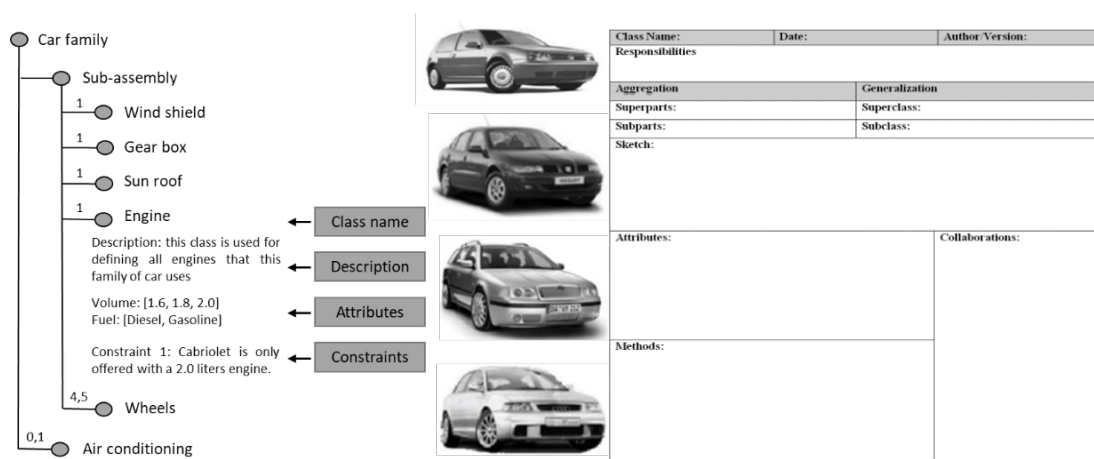 Car family
Sub-assembly
1
Wind shield
1
Gear box
1
Sun roof
1
Engine
Class name
Description: this class is used for
defining all engines that this
family of car uses
Description
Volume: [1.6, 1.8, 2.0]
Fuel: [Diesel, Gasoline]
Attributes
Constraint 1: Cabriolet is only
offered with a 2.0 liters engine.
Constraints
4,5
Wheels
0,1
Air conditioning
Class Name: Date: Author/Version:
Responsibilities
Aggregation Generalization
Superparts: Superclass:
Subparts: Subclass:
Sketch:
Attributes: Collaborations:
Methods: